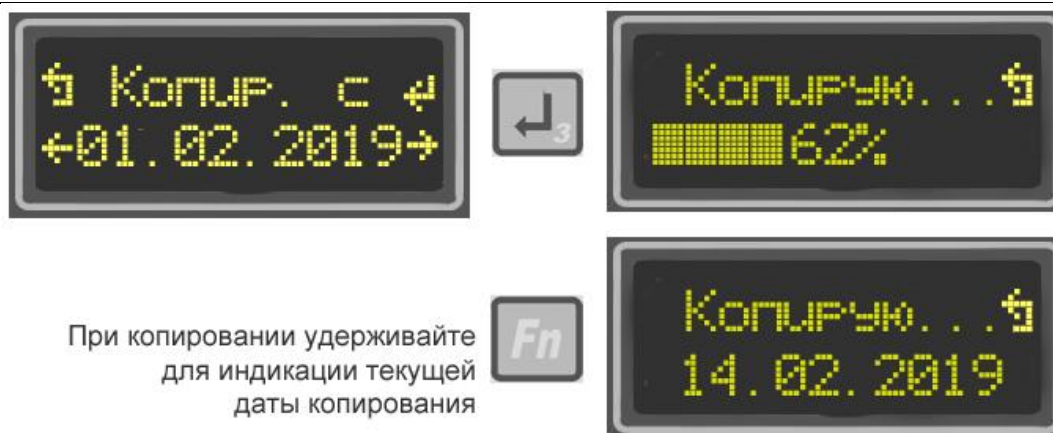 Копир. с
01.02.2019
3
Копирую...
62%
При копировании удерживайте
для индикации текущей
даты копирования
Fn
Копирую...
14.02.2019